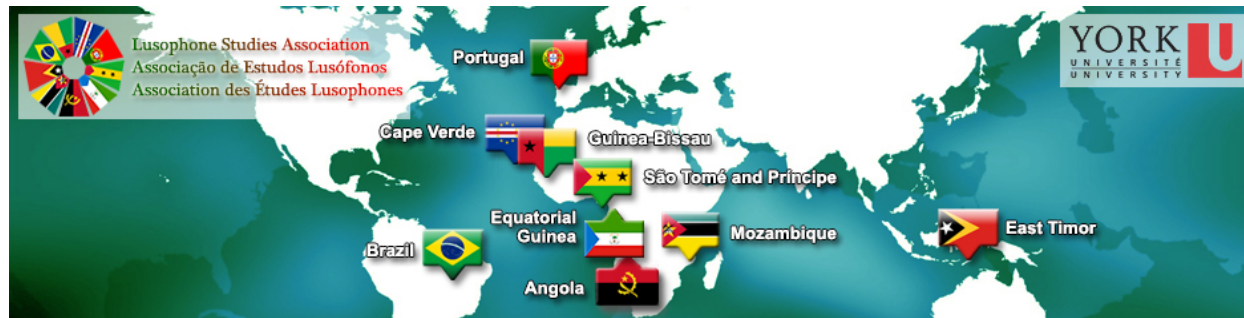 Lusophone Studies Association
Associação de Estudos Lusófonos
Association des Études Lusophones
YORK
UNIVERSITÉ
UNIVERSITY
U
Portugal
Cape Verde
Guinea-Bissau
São Tomé and Príncipe
Equatorial
Guinea
Mozambique
East Timor
Brazil
Angola